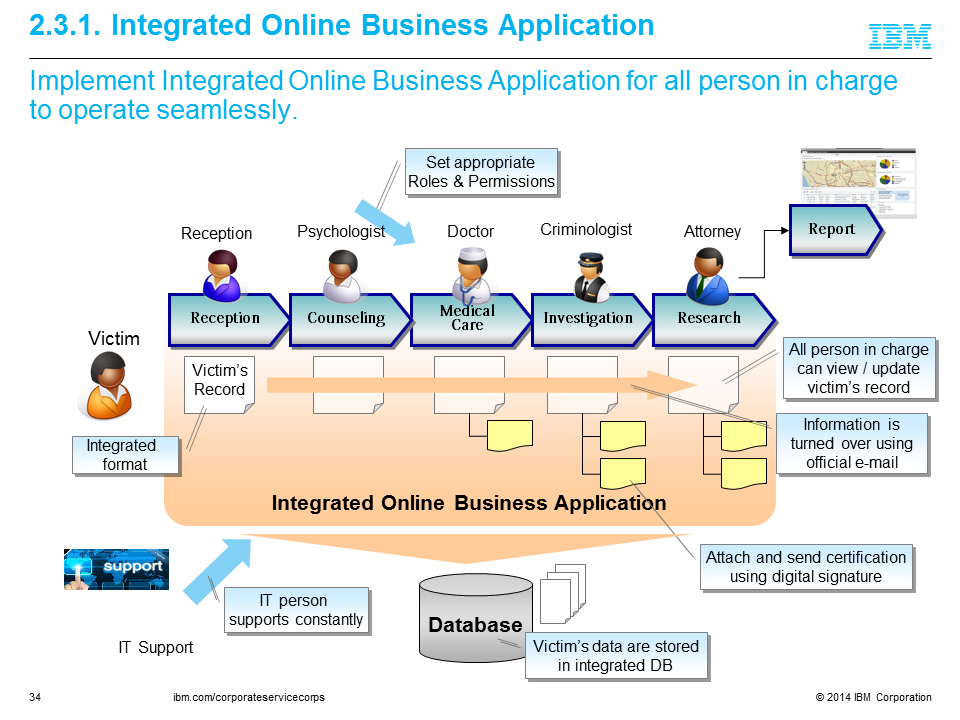 2.3.1. Integrated Online Business Application
IBM
Implement Integrated Online Business Application for all person in charge
to operate seamlessly.
Set appropriate
Roles & Permissions
Reception
Psychologist
Doctor
Criminologist
Attorney
Report
Reception
Counseling
Medical
Care
Investigation
Research
Victim
Victim's
Record
All person in charge
can view / update
victim's record
Integrated
format
Information is
turned over using
official e-mail
Integrated Online Business Application
support
Attach and send certification
using digital signature
IT person
supports constantly
Database
IT Support
Victim's data are stored
in integrated DB
34
ibm.com/corporateservicecorps
© 2014 IBM Corporation